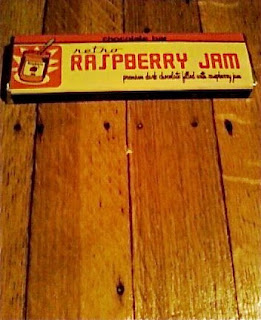 chocolate bar
retro
RASPBERRY JAM
premium dark chocolate filled with raspberry jam